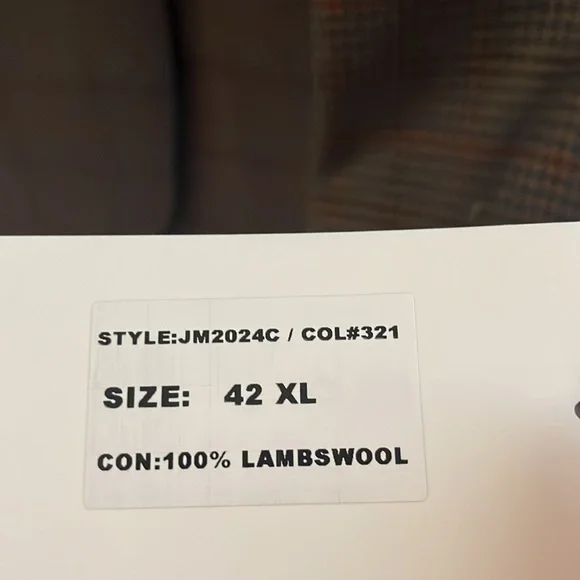 STYLE:JM2024C / COL#321
SIZE: 42 XL
CON:100% LAMBSWOOL